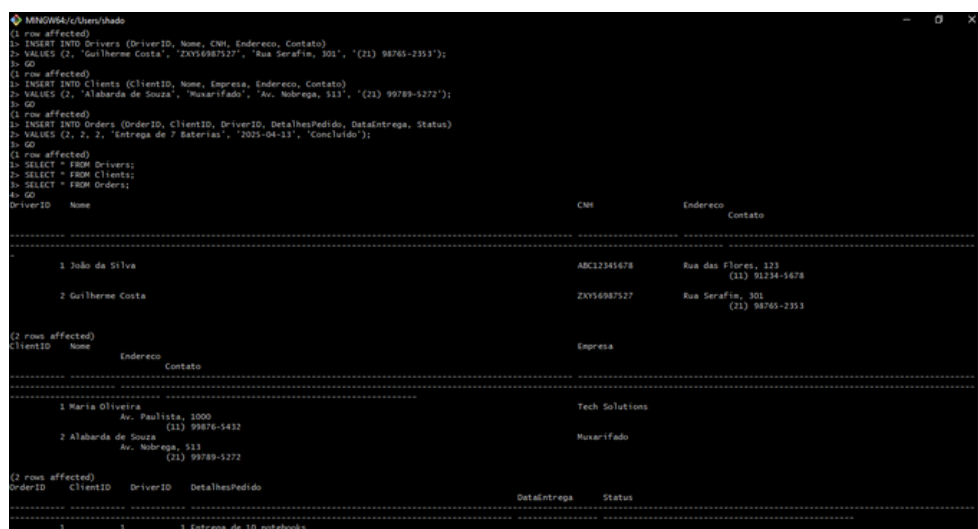 MINGW64:/c/Users/shado
(1 row affected)
1> INSERT INTO Drivers (DriverID, Nome, CNH, Endereco, Contato)
2> VALUES (2, 'Guilherme Costa', 'ZXY56987527', 'Rua Serafim, 301', '(21) 98765-2353');
3> GO
(1 row affected)
1> INSERT INTO Clients (ClientID, Nome, Empresa, Endereco, Contato)
2> VALUES (2, 'Alabarda de Souza', 'Muxarifado', 'Av. Nobrega, 513', '(21) 99789-5272');
3> GO
(1 row affected)
1> INSERT INTO Orders (OrderID, ClientID, DriverID, DetalhesPedido, DataEntrega, Status)
2> VALUES (2, 2, 2, 'Entrega de 7 Baterias', '2025-04-13', 'Concluido');
3> GO
(1 row affected)
1> SELECT * FROM Drivers;
2> SELECT * FROM Clients;
3> SELECT * FROM Orders;
4> GO
DriverID Nome CNH Endereco
Contato
1 João da Silva ABC12345678 Rua das Flores, 123
(11) 91234-5678
2 Guilherme Costa ZXY56987527 Rua Serafim, 301
(21) 98765-2353
(2 rows affected)
ClientID Nome Empresa
Endereco
Contato
1 Maria Oliveira Tech Solutions
Av. Paulista, 1000
(11) 99876-5432
2 Alabarda de Souza Muxarifado
Av. Nobrega, 513
(21) 99789-5272
(2 rows affected)
OrderID ClientID DriverID DetalhesPedido
DataEntrega Status
1 1 1 Entrega de 10 notebooks